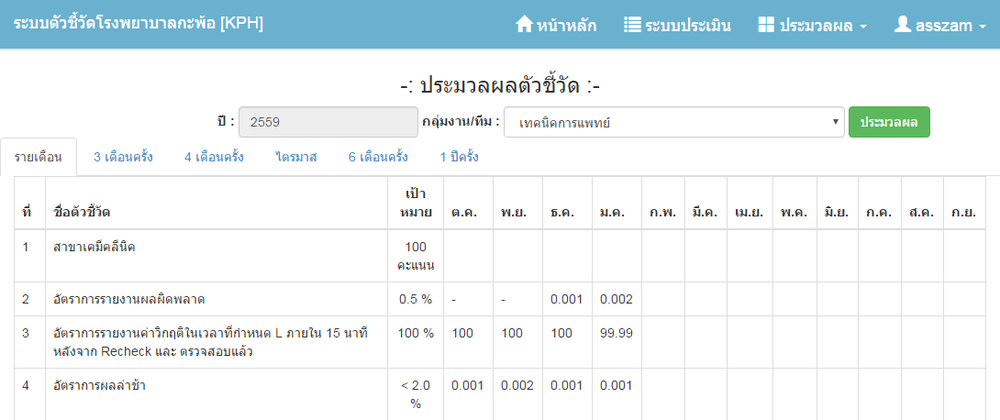 ระบบตัวชี้วัดโรงพยาบาลกะพ้อ [KPH] หน้าหลัก ระบบประเมิน ประมวลผล asszam
-: ประมวลผลตัวชี้วัด :-
ปี : 2559 กลุ่มงาน/ทีม : เทคนิคการแพทย์ ประมวลผล
รายเดือน 3 เดือนครั้ง 4 เดือนครั้ง ไตรมาส 6 เดือนครั้ง 1 ปีครั้ง
ที่ ชื่อตัวชี้วัด เป้า
หมาย ต.ค. พ.ย. ธ.ค. ม.ค. ก.พ. มี.ค. เม.ย. พ.ค. มิ.ย. ก.ค. ส.ค. ก.ย.
1 สาขาเคมีคลีนิค 100
คะแนน
2 อัตราการรายงานผลผิดพลาด 0.5 % - - 0.001 0.002
3 อัตราการรายงานค่าวิกฤติในเวลาที่กำหนด L ภายใน 15 นาที 100 % 100 100 100 99.99
หลังจาก Recheck และ ตรวจสอบแล้ว
4 อัตราการผลล่าช้า < 2.0 0.001 0.002 0.001 0.001
%